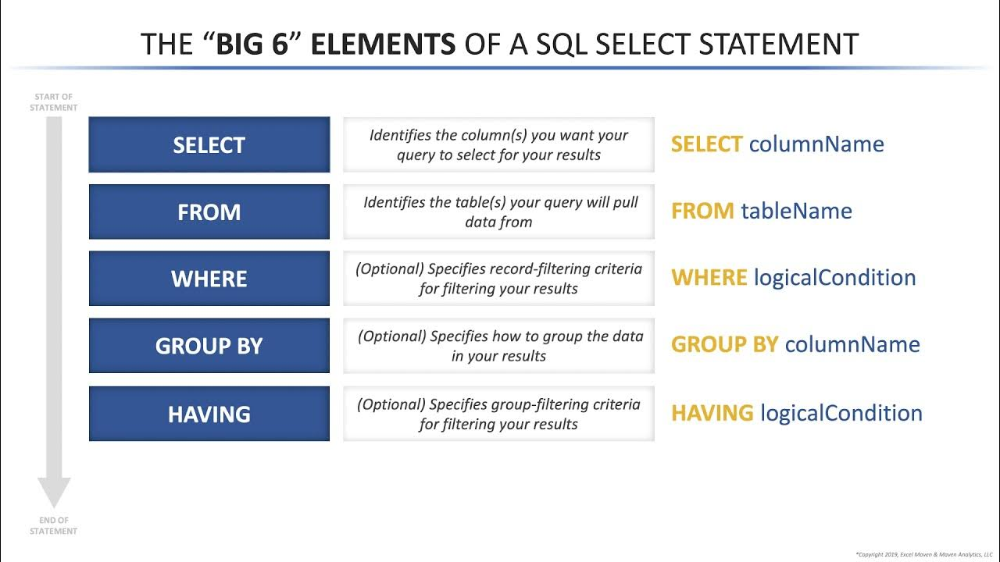 THE “BIG 6” ELEMENTS OF A SQL SELECT STATEMENT
START OF
STATEMENT
SELECT
Identifies the column(s) you want your
query to select for your results
SELECT columnName
FROM
Identifies the table(s) your query will pull
data from
FROM tableName
WHERE
(Optional) Specifies record-filtering criteria
for filtering your results
WHERE logicalCondition
GROUP BY
(Optional) Specifies how to group the data
in your results
GROUP BY columnName
HAVING
(Optional) Specifies group-filtering criteria
for filtering your results
HAVING logicalCondition
END OF
STATEMENT
*Copyright 2019, Excel Maven & Maven Analytics, LLC